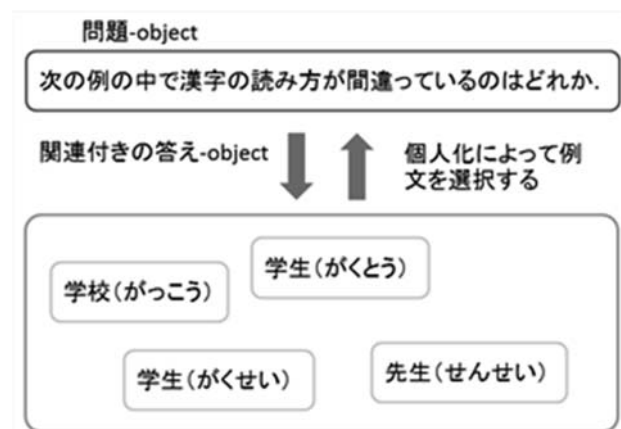 問題-object
次の例の中で漢字の読み方が間違っているのはどれか.
関連付きの答え-object
個人化によって例
文を選択する
学生(がくとう)
学校(がっこう)
学生(がくせい)
先生(せんせい)